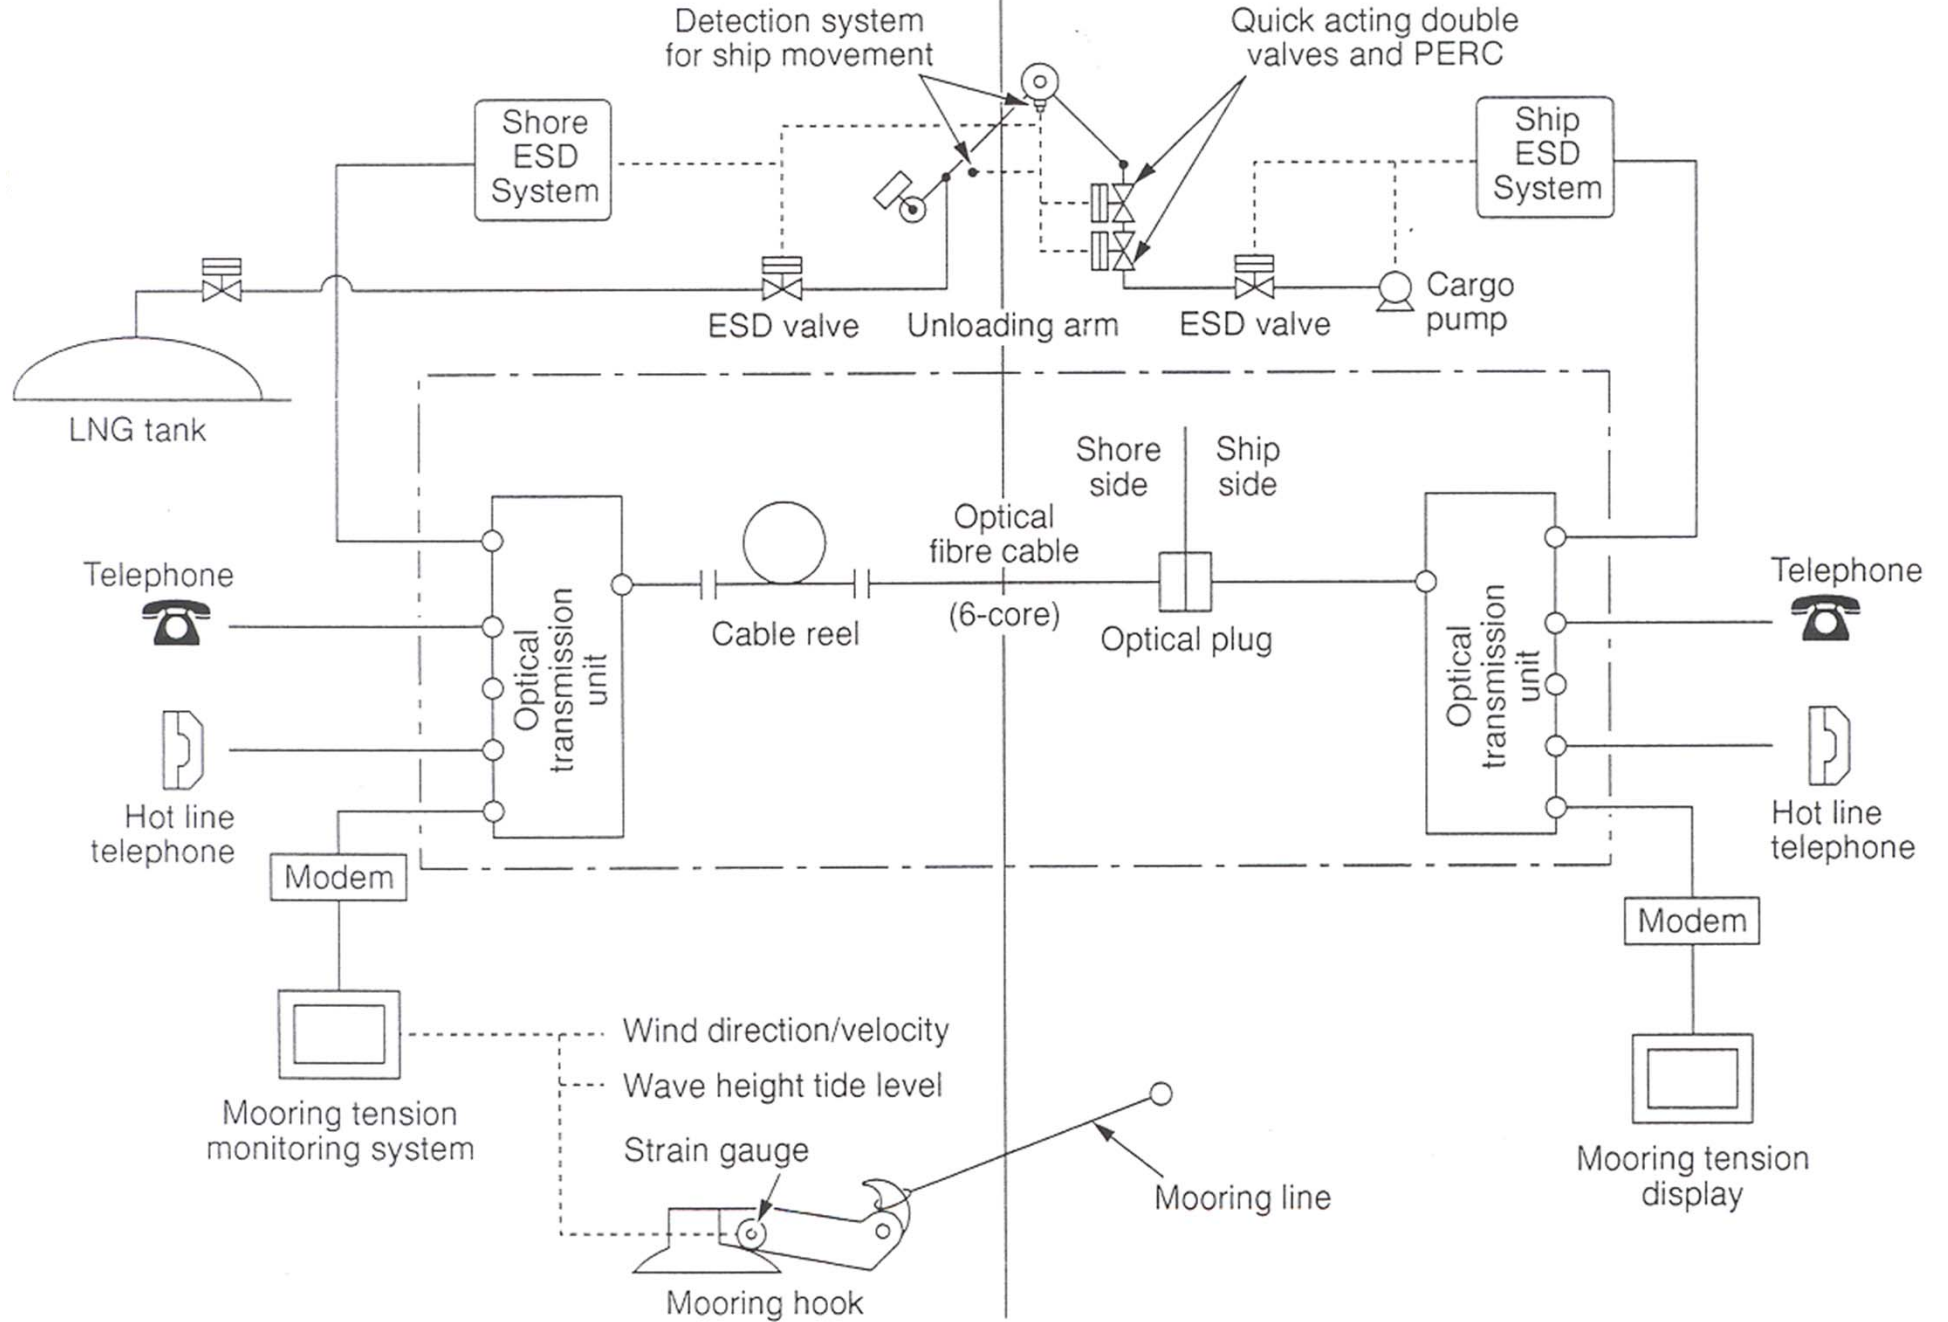 Detection system
for ship movement
Quick acting double
valves and PERC
Shore
ESD
System
Ship
ESD
System
ESD valve
Unloading arm
ESD valve
Cargo
pump
LNG tank
Shore
side
Ship
side
Optical
fibre cable
(6-core)
Telephone
Cable reel
Optical plug
Telephone
Optical
transmission
unit
Optical
transmission
unit
Hot line
telephone
Hot line
telephone
Modem
Modem
Wind direction/velocity
Wave height tide level
Mooring tension
monitoring system
Strain gauge
Mooring line
Mooring tension
display
Mooring hook